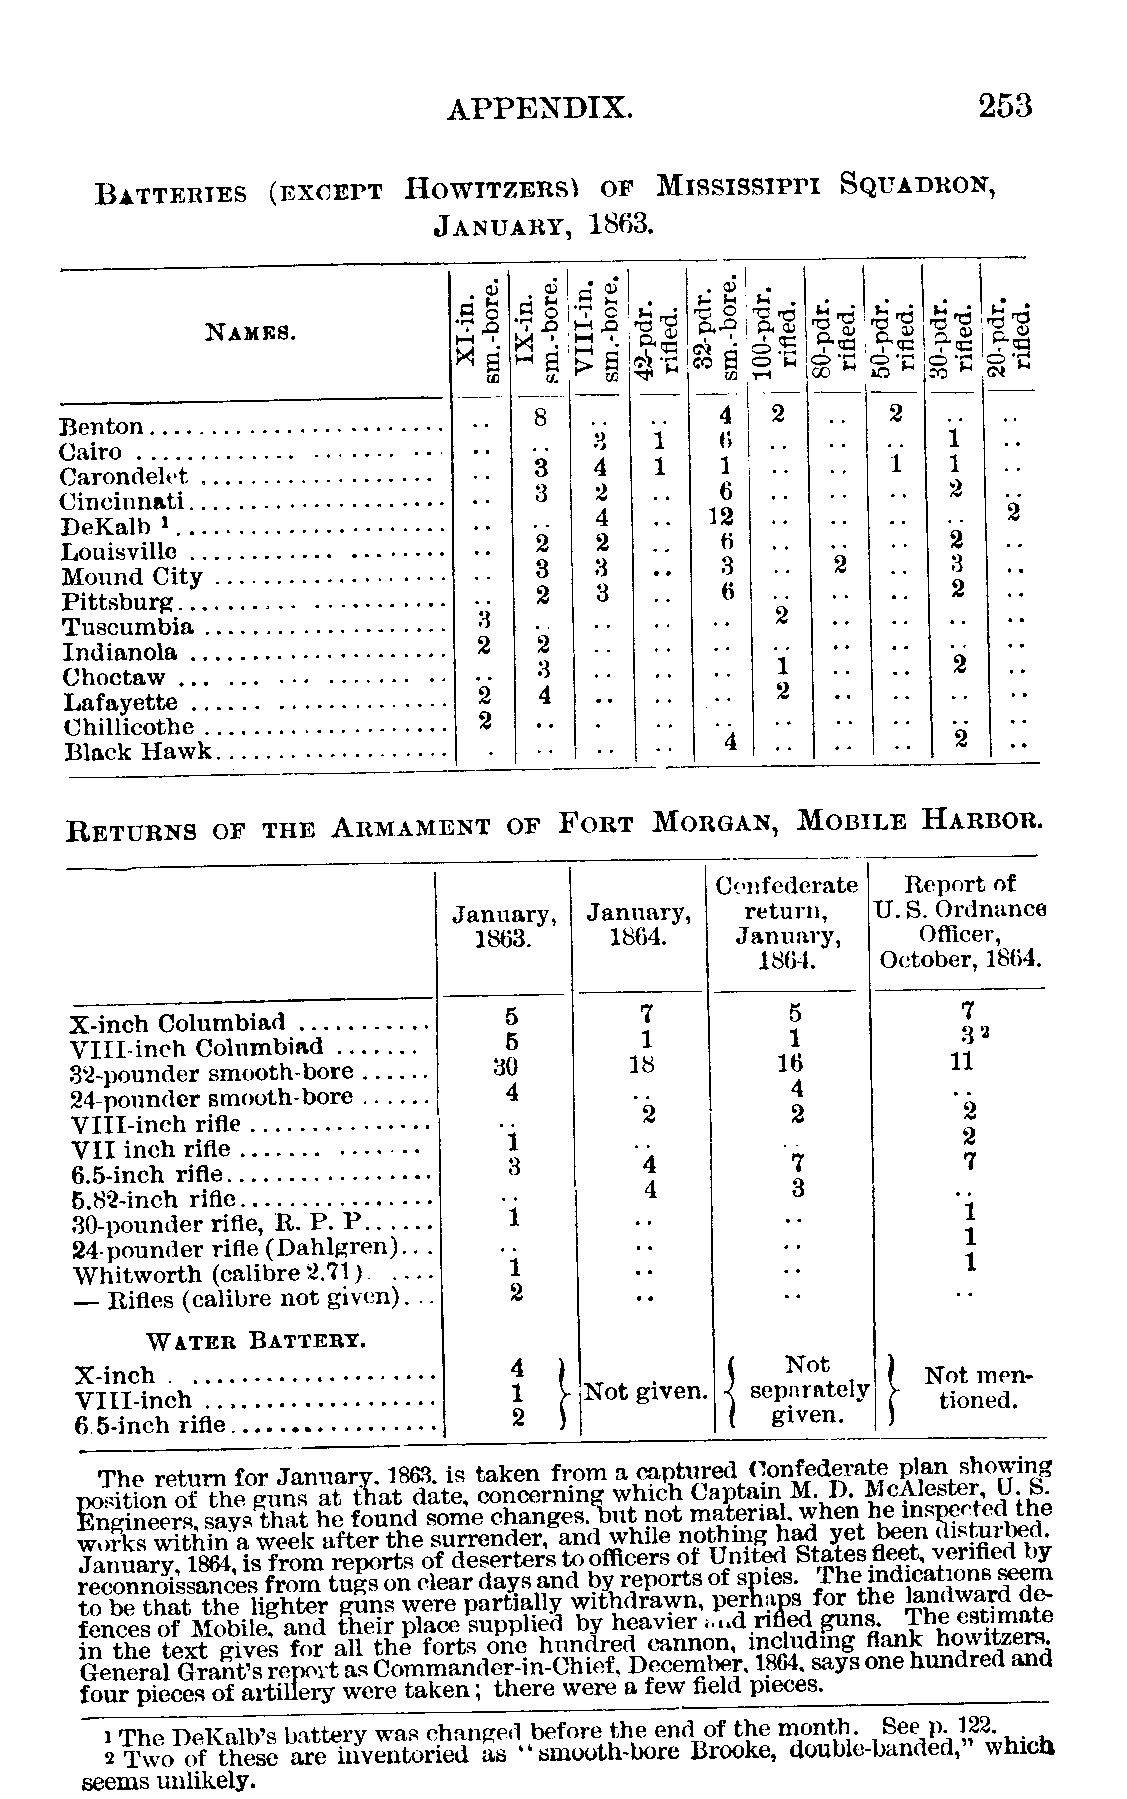 APPENDIX. 253
BATTERIES (EXCEPT HOWITZERS) OF MISSISSIPPI SQUADRON,
JANUARY, 1863.
NAMES. XI-in. sm.-bore. IX-in. sm.-bore. VIII-in. sm.-bore. 42-pdr. rifled. 32-pdr. sm.-bore. 100-pdr. rifled. 80-pdr. rifled. 50-pdr. rifled. 30-pdr. rifled. 20-pdr. rifled.
Benton........................ .. 8 .. .. 4 2 .. 2 .. ..
Cairo ........................ .. .. 3 1 6 .. .. .. 1 ..
Carondelet ................... .. 3 4 1 1 .. .. 1 1 ..
Cincinnati..................... .. 3 2 .. 6 .. .. .. 2 ..
DeKalb ¹...................... .. .. 4 .. 12 .. .. .. .. 2
Louisville .................... .. 2 2 .. 6 .. .. .. 2 ..
Mound City ................... .. 3 3 .. 3 .. 2 .. 3 ..
Pittsburg...................... .. 2 3 .. 6 .. .. .. 2 ..
Tuscumbia .................... 3 .. .. .. .. 2 .. .. .. ..
Indianola ..................... 2 2 .. .. .. .. .. .. .. ..
Choctaw ...................... .. 3 .. .. .. 1 .. .. 2 ..
Lafayette ..................... 2 4 .. .. .. 2 .. .. .. ..
Chillicothe .................... 2 .. .. .. .. .. .. .. .. ..
Black Hawk................... . .. .. .. 4 .. .. .. 2 ..
RETURNS OF THE ARMAMENT OF FORT MORGAN, MOBILE HARBOR.
January, 1863. January, 1864. Confederate return, January, 1864. Report of U. S. Ordnance Officer, October, 1864.
X-inch Columbiad ........... 5 7 5 7
VIII-inch Columbiad ....... 5 1 1 3 ²
32-pounder smooth-bore ...... 30 18 16 11
24-pounder smooth-bore ...... 4 .. 4 ..
VIII-inch rifle ............... .. 2 2 2
VII inch rifle ............... 1 .. .. 2
6.5-inch rifle................. 3 4 7 7
5.82-inch rifle................ .. 4 3 ..
30-pounder rifle, R. P. P...... 1 .. .. 1
24-pounder rifle (Dahlgren)... .. .. .. 1
Whitworth (calibre 2.71). .... 1 .. .. 1
— Rifles (calibre not given)... 2 .. .. ..
WATER BATTERY.
X-inch . .................... 4 } Not given. { Not separately given. } Not mentioned.
VIII-inch ................... 1
6.5-inch rifle................. 2
The return for January, 1863, is taken from a captured Confederate plan showing
position of the guns at that date, concerning which Captain M. D. McAlester, U. S.
Engineers, says that he found some changes, but not material, when he inspected the
works within a week after the surrender, and while nothing had yet been disturbed.
January, 1864, is from reports of deserters to officers of United States fleet, verified by
reconnoissances from tugs on clear days and by reports of spies. The indications seem
to be that the lighter guns were partially withdrawn, perhaps for the landward de-
fences of Mobile, and their place supplied by heavier and rifled guns. The estimate
in the text gives for all the forts one hundred cannon, including flank howitzers.
General Grant's report as Commander-in-Chief, December, 1864, says one hundred and
four pieces of artillery were taken; there were a few field pieces.
¹ The DeKalb's battery was changed before the end of the month. See p. 122.
² Two of these are inventoried as "smooth-bore Brooke, double-banded," which
seems unlikely.